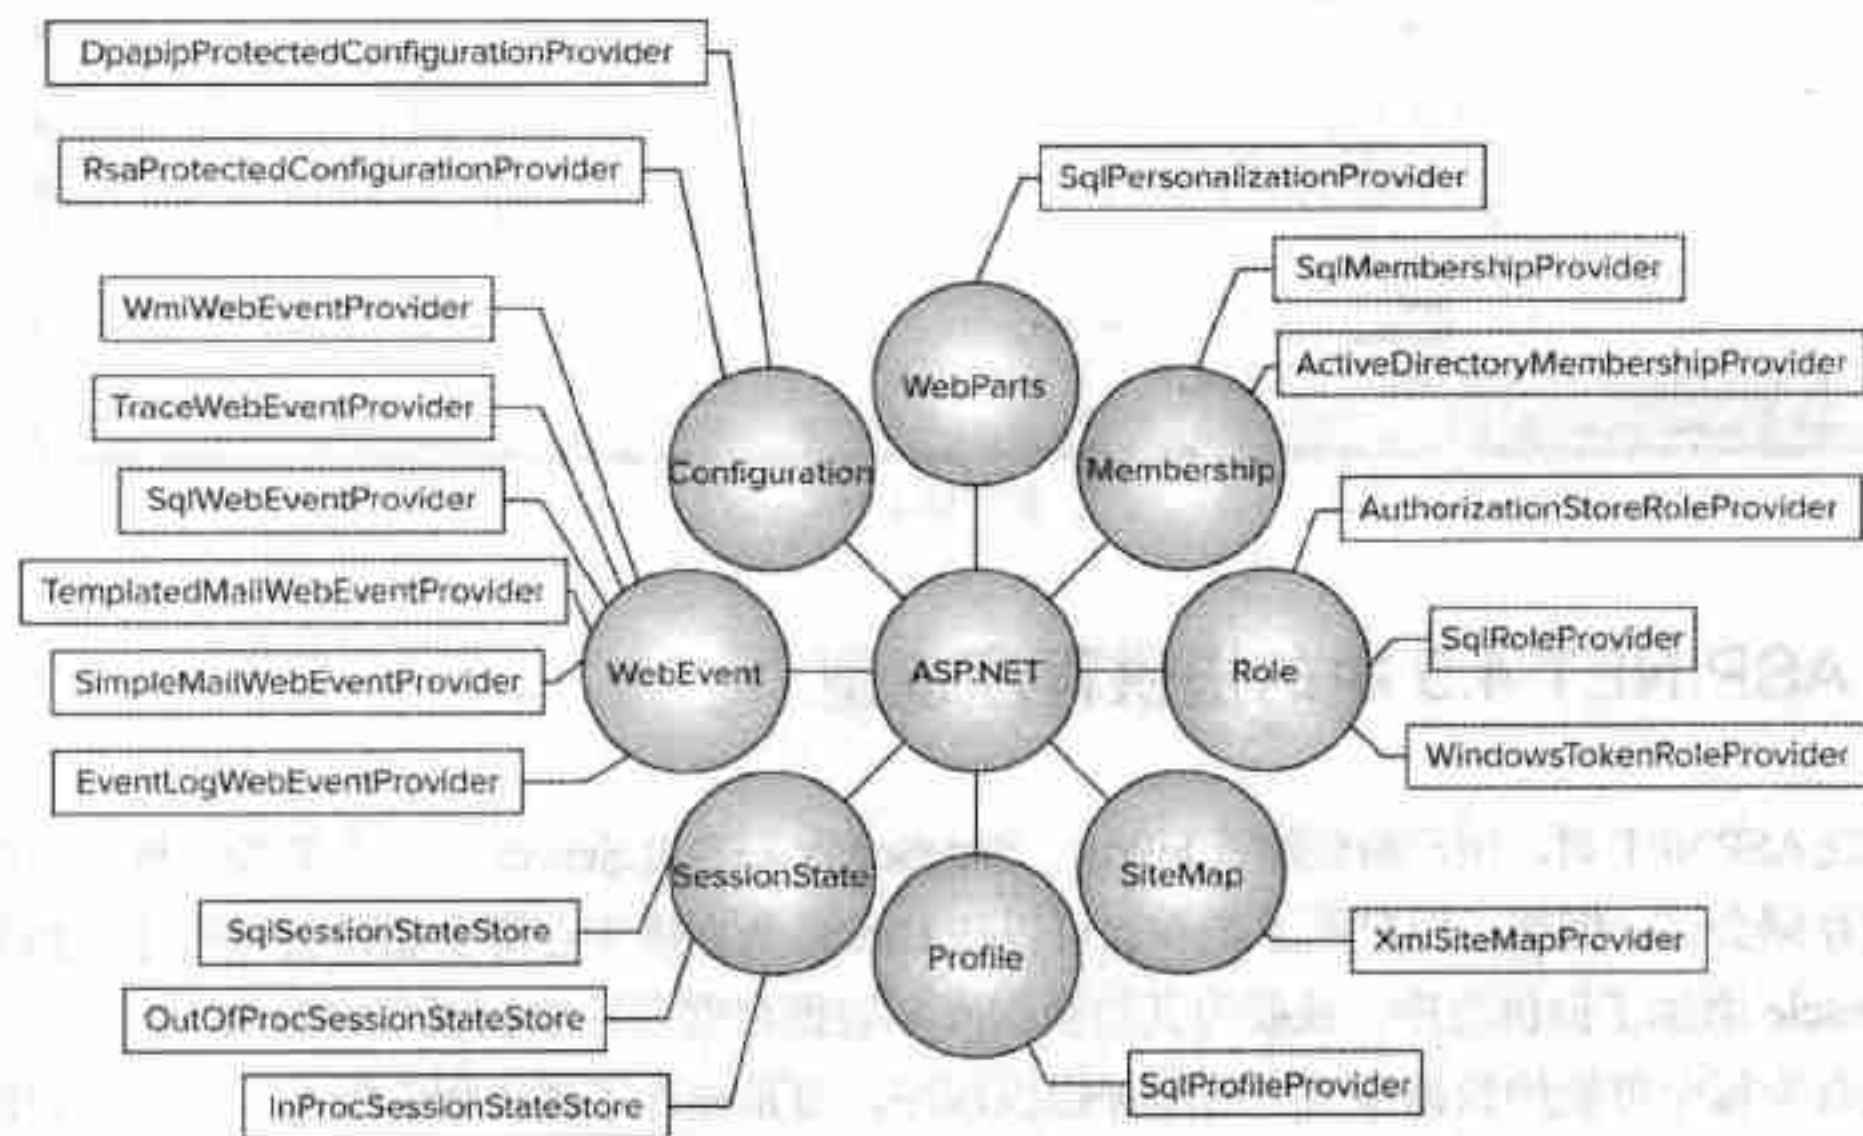 DpapipProtectedConfigurationProvider
RsaProtectedConfigurationProvider
SqlPersonalizationProvider
SqlMembershipProvider
WmiWebEventProvider
ActiveDirectoryMembershipProvider
WebParts
TraceWebEventProvider
Configuration
Membership
SqlWebEventProvider
AuthorizationStoreRoleProvider
TemplatedMailWebEventProvider
SqlRoleProvider
SimpleMailWebEventProvider
WebEvent
ASP.NET
Role
WindowsTokenRoleProvider
EventLogWebEventProvider
SessionState
SiteMap
SqlSessionStateStore
XmlSiteMapProvider
Profile
OutOfProcSessionStateStore
SqlProfileProvider
InProcSessionStateStore